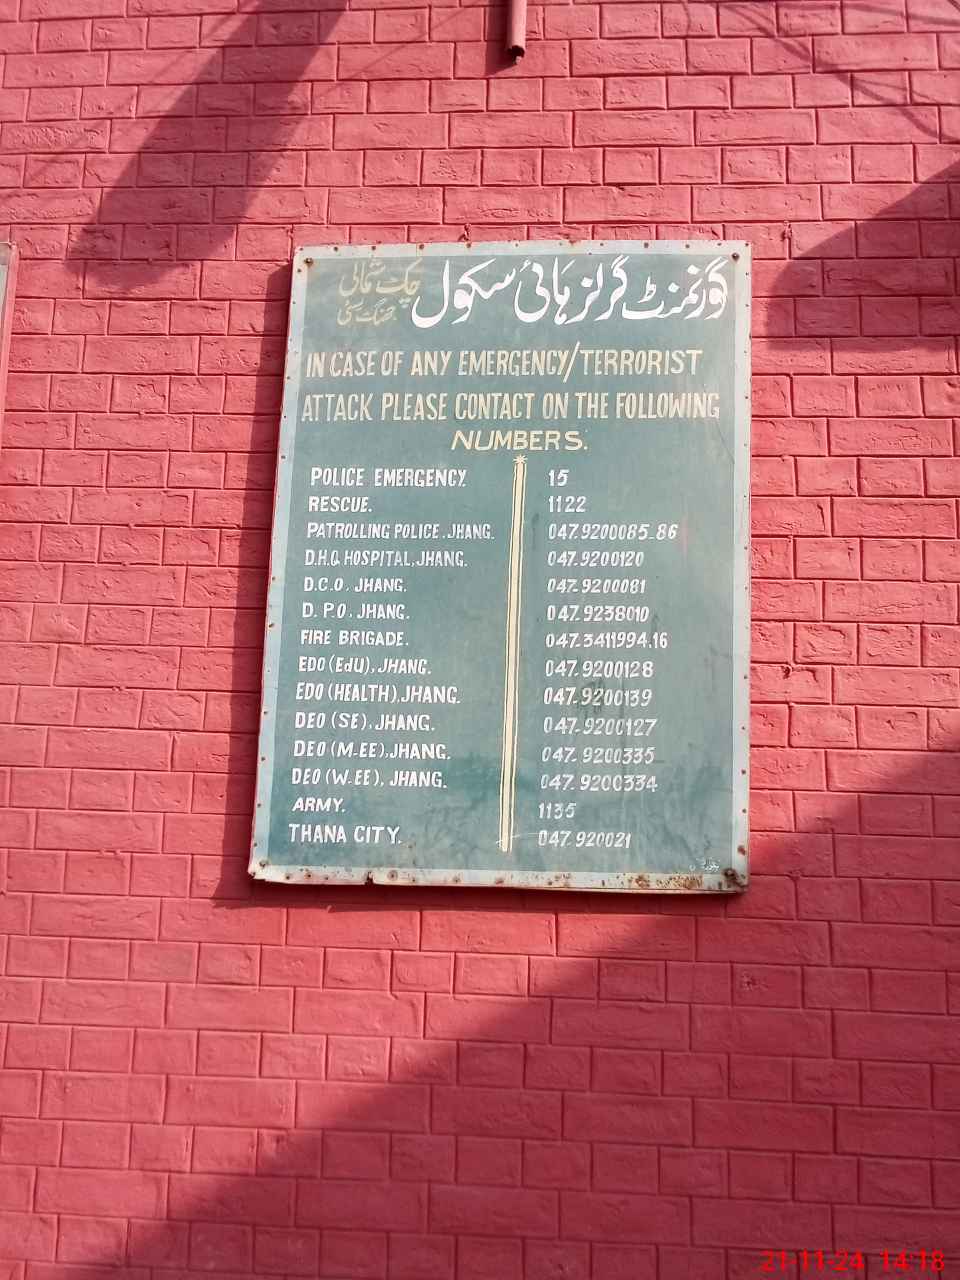 گورنمنٹ گرلز ہائی سکول چک شمالی
جھنگ سٹی
IN CASE OF ANY EMERGENCY/TERRORIST
ATTACK PLEASE CONTACT ON THE FOLLOWING
NUMBERS.
POLICE EMERGENCY. 15
RESCUE. 1122
PATROLLING POLICE. JHANG. 047.9200085-86
D.H.Q HOSPITAL, JHANG. 047-9200120
D.C.O. JHANG. 047-9200081
D. P.O. JHANG. 047.9238010
FIRE BRIGADE. 047.3411994.16
EDO (EdU), JHANG. 047-9200128
EDO (HEALTH), JHANG. 047-9200139
DEO (SE), JHANG. 047-9200127
DEO (M-EE), JHANG. 047-9200335
DEO (W-EE), JHANG. 047-9200334
ARMY. 1135
THANA CITY. 047-920021
21-11-24 14:18